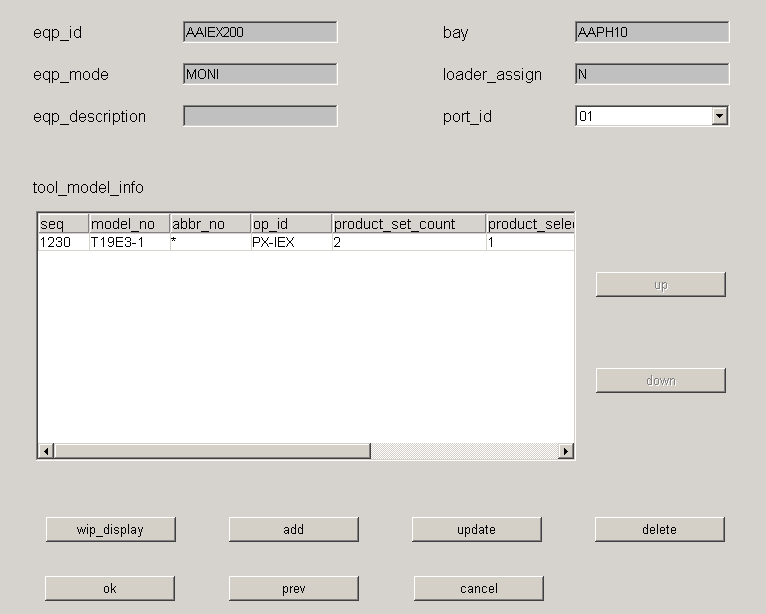 eqp_id AAIEX200 bay AAPH10
eqp_mode MONI loader_assign N
eqp_description port_id 01
tool_model_info
seq model_no abbr_no op_id product_set_count product_selec
1230 T19E3-1 * PX-IEX 2 1
up
down
wip_display add update delete
ok prev cancel